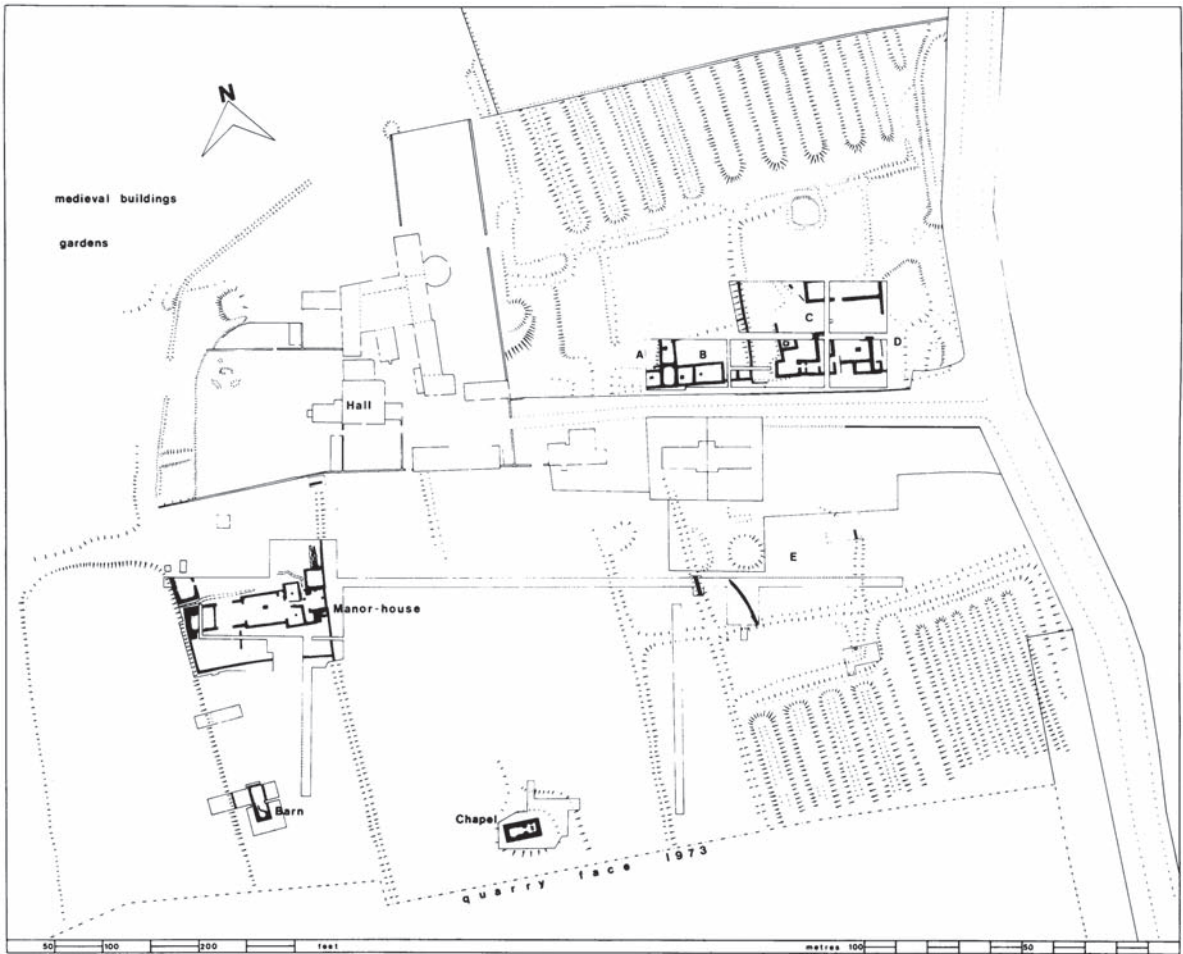 N
medieval buildings
gardens
C
A B D
Hall
E
Manor-house
Barn
Chapel
quarry face 1973
50 100 200 feet metres 100 50